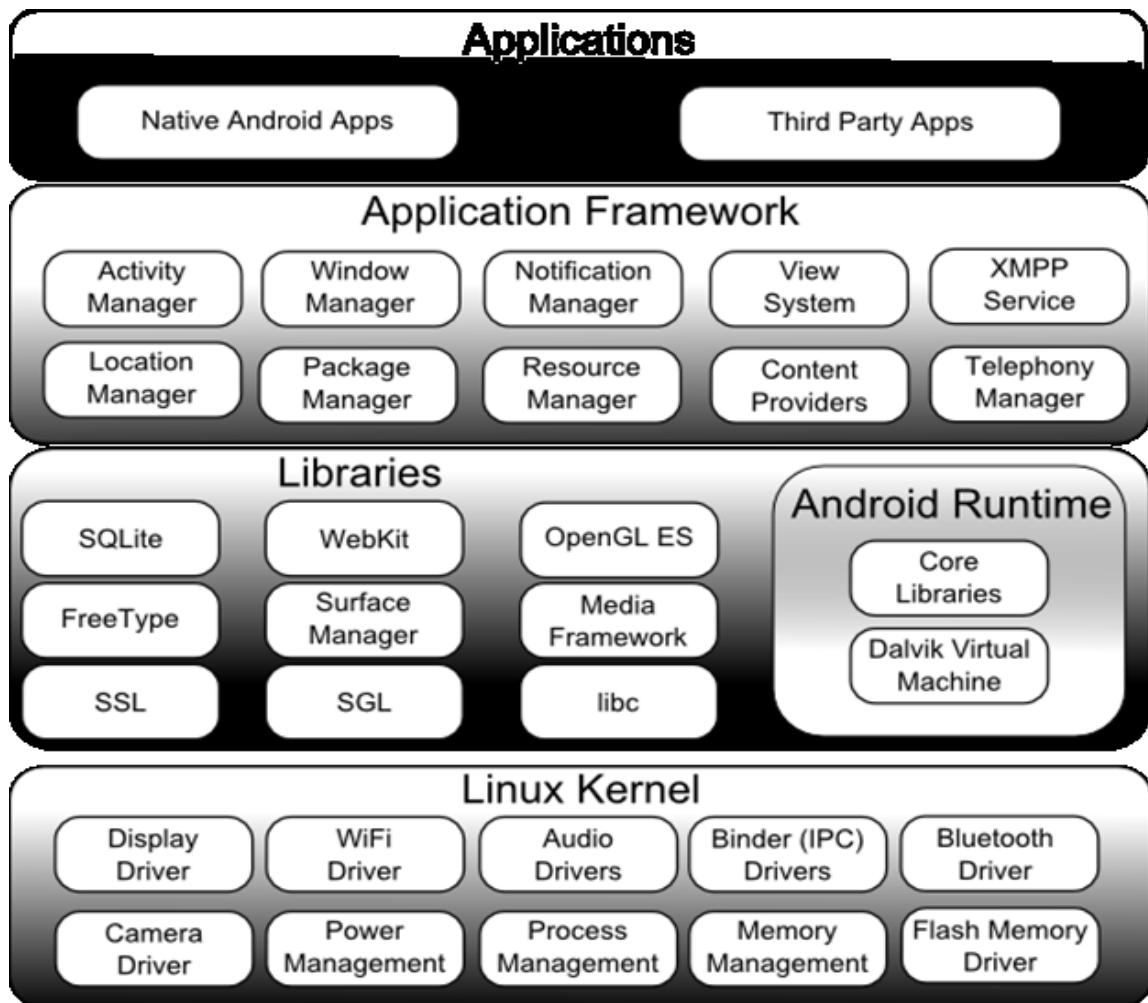 Applications
Native Android Apps
Third Party Apps
Application Framework
Activity
Manager
Window
Manager
Notification
Manager
View
System
XMPP
Service
Location
Manager
Package
Manager
Resource
Manager
Content
Providers
Telephony
Manager
Libraries
SQLite
WebKit
OpenGL ES
FreeType
Surface
Manager
Media
Framework
SSL
SGL
libc
Android Runtime
Core
Libraries
Dalvik Virtual
Machine
Linux Kernel
Display
Driver
WiFi
Driver
Audio
Drivers
Binder (IPC)
Drivers
Bluetooth
Driver
Camera
Driver
Power
Management
Process
Management
Memory
Management
Flash Memory
Driver